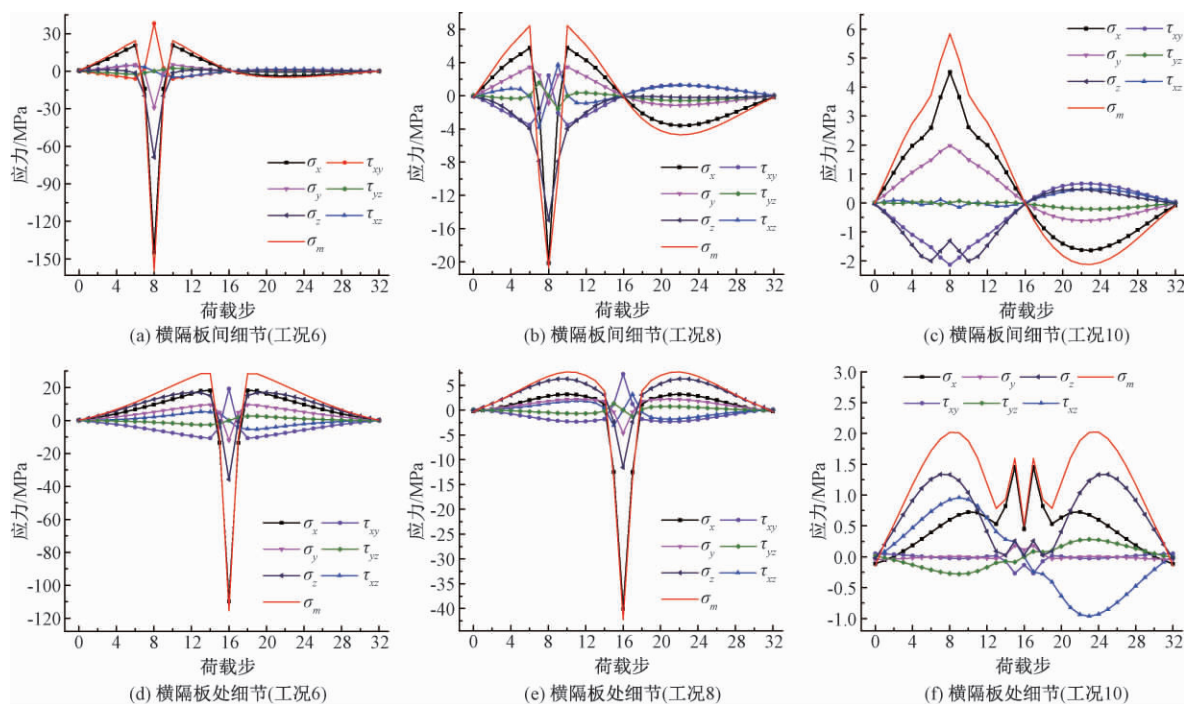 应力/MPa
30
0
-30
-60
-90
-120
-150
σx τxy
σy τyz
σz τxz
σm
0 4 8 12 16 20 24 28 32
荷载步
(a) 横隔板间细节(工况6)
应力/MPa
8
4
0
-4
-8
-12
-16
-20
σx τxy
σy τyz
σz τxz
σm
0 4 8 12 16 20 24 28 32
荷载步
(b) 横隔板间细节(工况8)
应力/MPa
6
5
4
3
2
1
0
-1
-2
σx τxy
σy τyz
σz τxz
σm
0 4 8 12 16 20 24 28 32
荷载步
(c) 横隔板间细节(工况10)
应力/MPa
20
0
-20
-40
-60
-80
-100
-120
σx τxy
σy τyz
σz τxz
σm
0 4 8 12 16 20 24 28 32
荷载步
(d) 横隔板处细节(工况6)
应力/MPa
5
0
-5
-10
-15
-20
-25
-30
-35
-40
σx τxy
σy τyz
σz τxz
σm
0 4 8 12 16 20 24 28 32
荷载步
(e) 横隔板处细节(工况8)
应力/MPa
3.0
2.5
2.0
1.5
1.0
0.5
0.0
-0.5
-1.0
σx σy σz σm
τxy τyz τxz
0 4 8 12 16 20 24 28 32
荷载步
(f) 横隔板处细节(工况10)